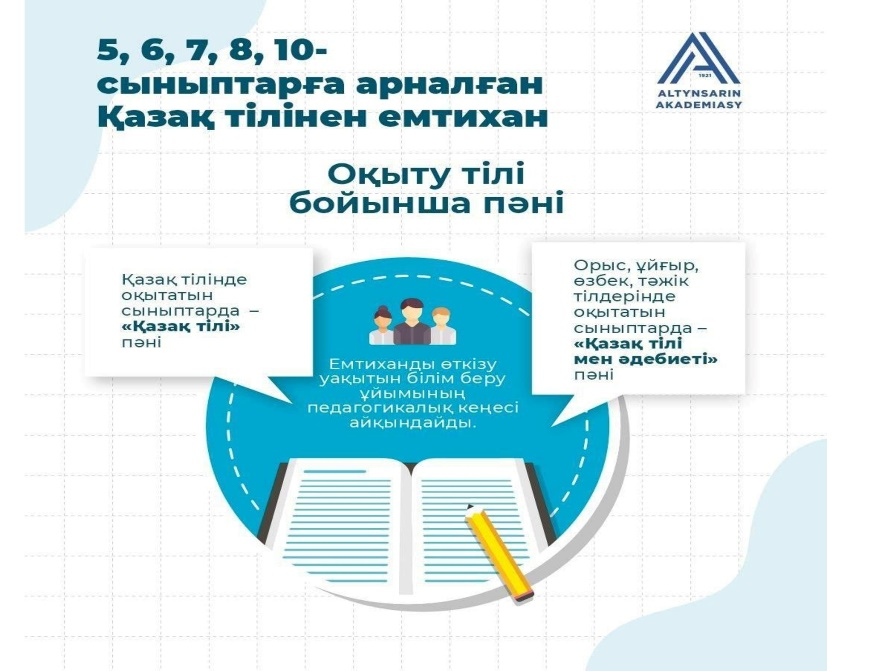 5, 6, 7, 8, 10-
сыныптарға арналған
Қазақ тілінен емтихан
1921
ALTYNSARIN
AKADEMIASY
Оқыту тілі
бойынша пәні
Қазақ тілінде
оқытатын
сыныптарда –
«Қазақ тілі»
пәні
Орыс, ұйғыр,
өзбек, тәжік
тілдерінде
оқытатын
сыныптарда –
«Қазақ тілі
мен әдебиеті»
пәні
Емтиханды өткізу
уақытын білім беру
ұйымының
педагогикалық кеңесі
айқындайды.